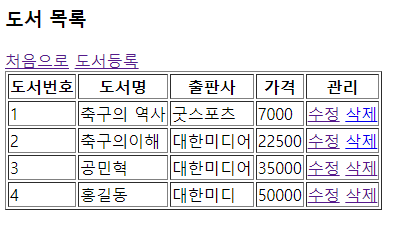 도서 목록
처음으로 도서등록
도서번호 도서명 출판사 가격 관리
1 축구의 역사 굿스포츠 7000 수정 삭제
2 축구의이해 대한미디어 22500 수정 삭제
3 공민혁 대한미디어 35000 수정 삭제
4 홍길동 대한미디 50000 수정 삭제